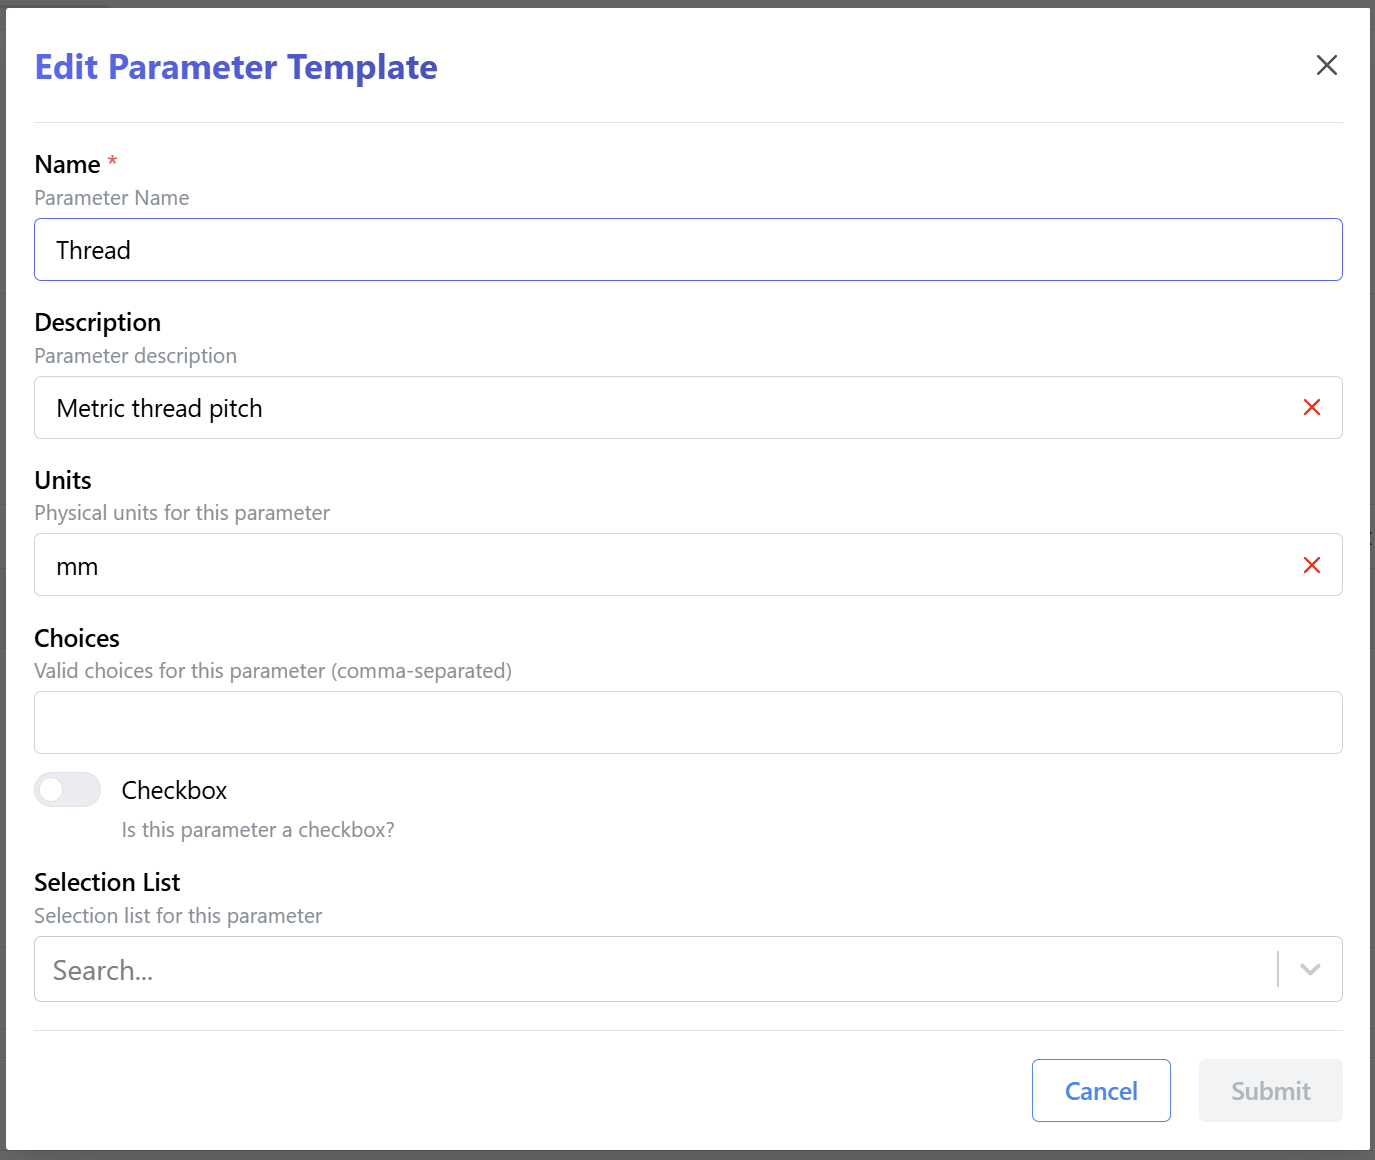 Edit Parameter Template
Name *
Parameter Name
Thread
Description
Parameter description
Metric thread pitch
Units
Physical units for this parameter
mm
Choices
Valid choices for this parameter (comma-separated)
Checkbox
Is this parameter a checkbox?
Selection List
Selection list for this parameter
Search...
Cancel
Submit